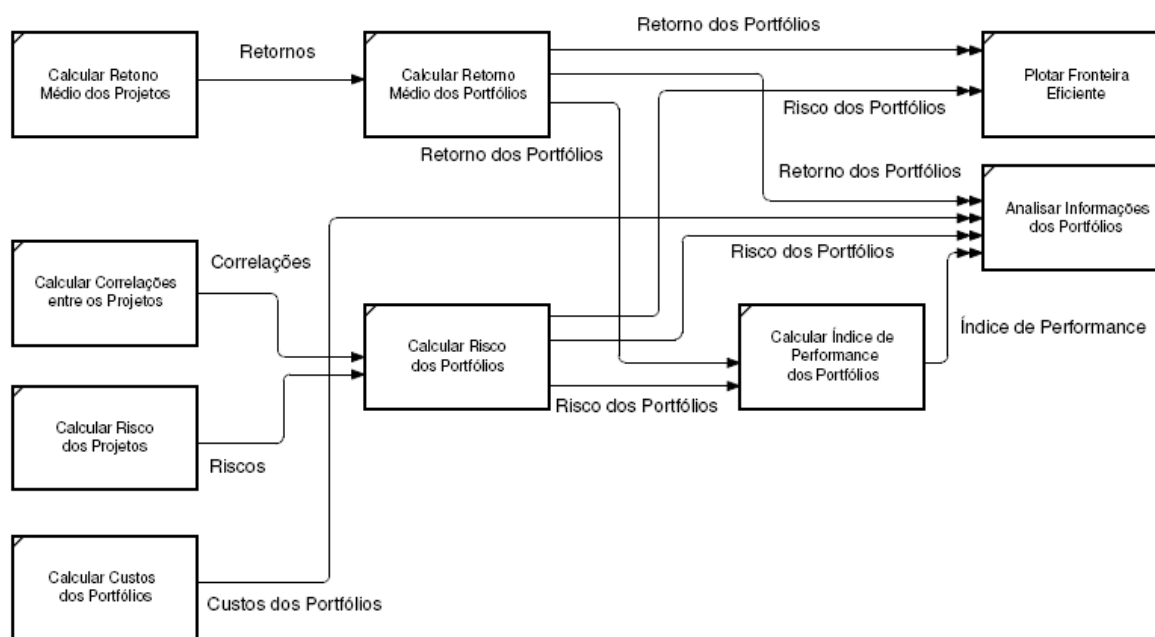 Retorno dos Portfólios
Calcular Retono
Médio dos Projetos
Retornos
Calcular Retorno
Médio dos Portfólios
Plotar Fronteira
Eficiente
Risco dos Portfólios
Retorno dos Portfólios
Retorno dos Portfólios
Analisar Informações
dos Portfólios
Calcular Correlações
entre os Projetos
Correlações
Risco dos Portfólios
Calcular Risco
dos Portfólios
Calcular Índice de
Performance
dos Portfólios
Índice de Performance
Risco dos Portfólios
Calcular Risco
dos Projetos
Riscos
Calcular Custos
dos Portfólios
Custos dos Portfólios